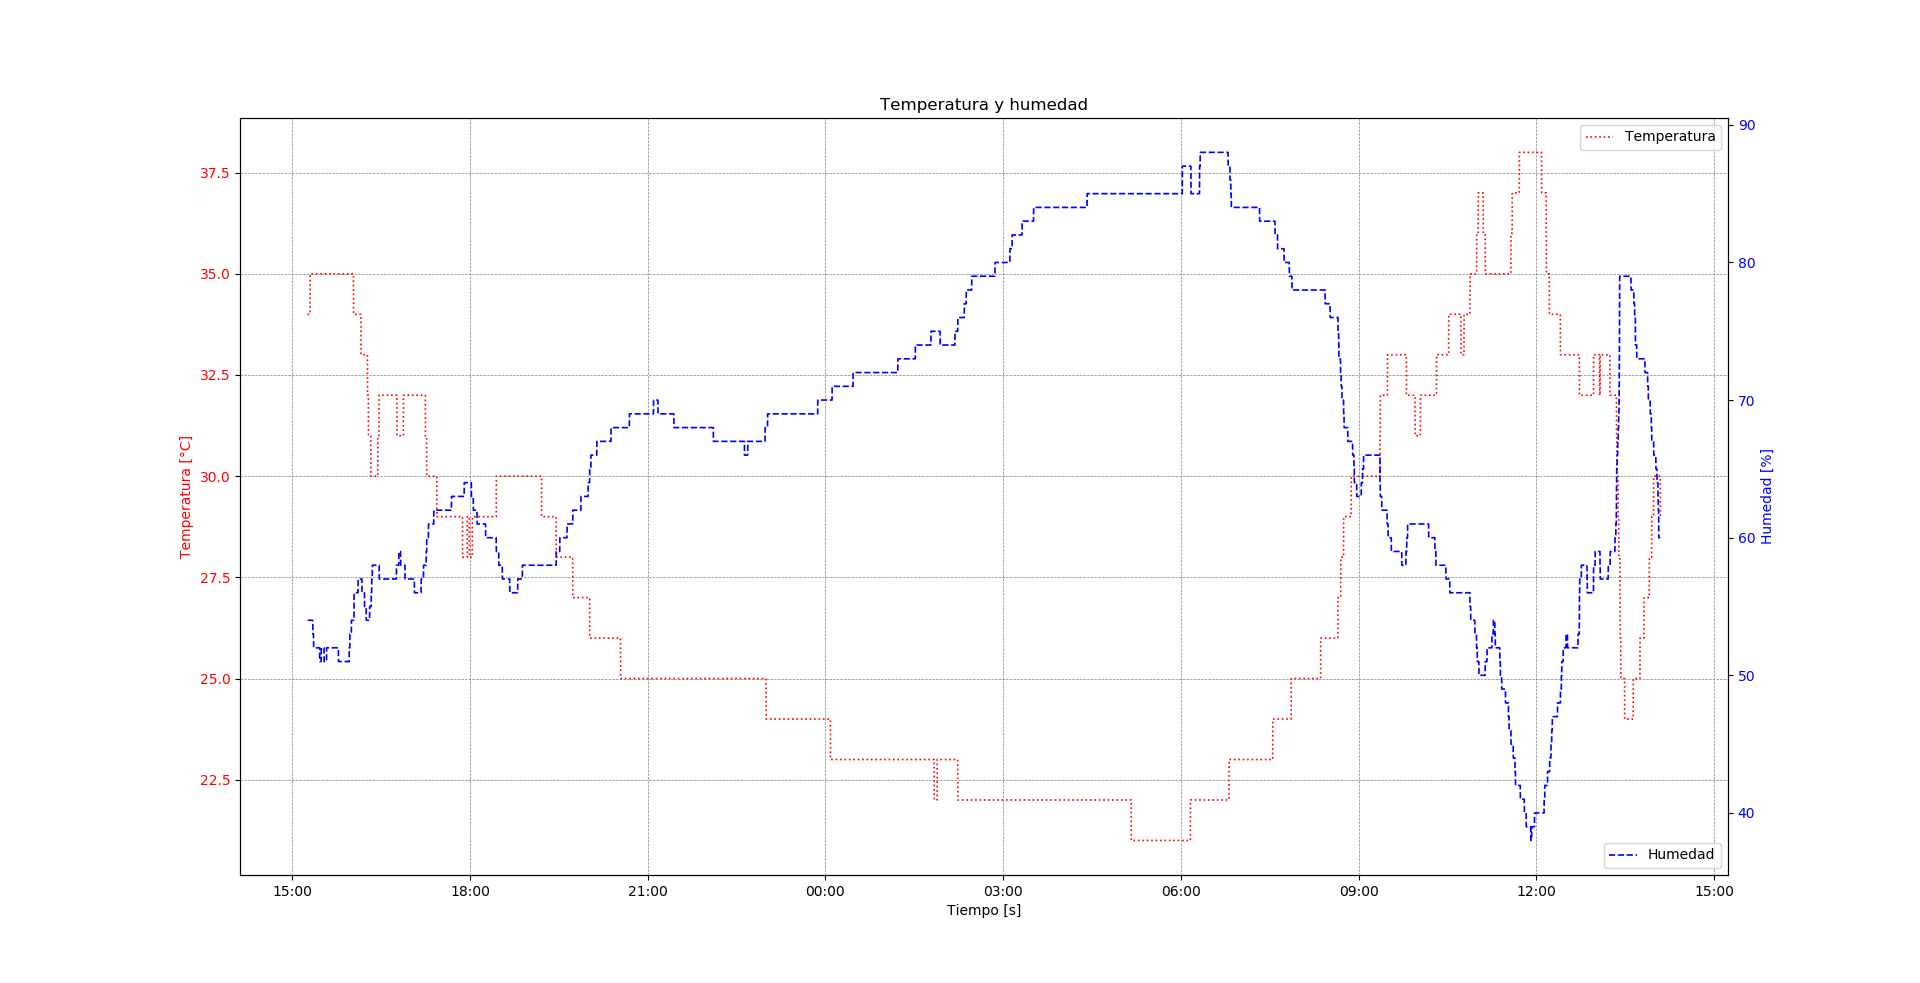 Temperatura y humedad
Temperatura
Humedad
37.5
35.0
32.5
30.0
27.5
25.0
22.5
Temperatura [°C]
90
80
70
60
50
40
Humedad [%]
15:00 18:00 21:00 00:00 03:00 06:00 09:00 12:00 15:00
Tiempo [s]